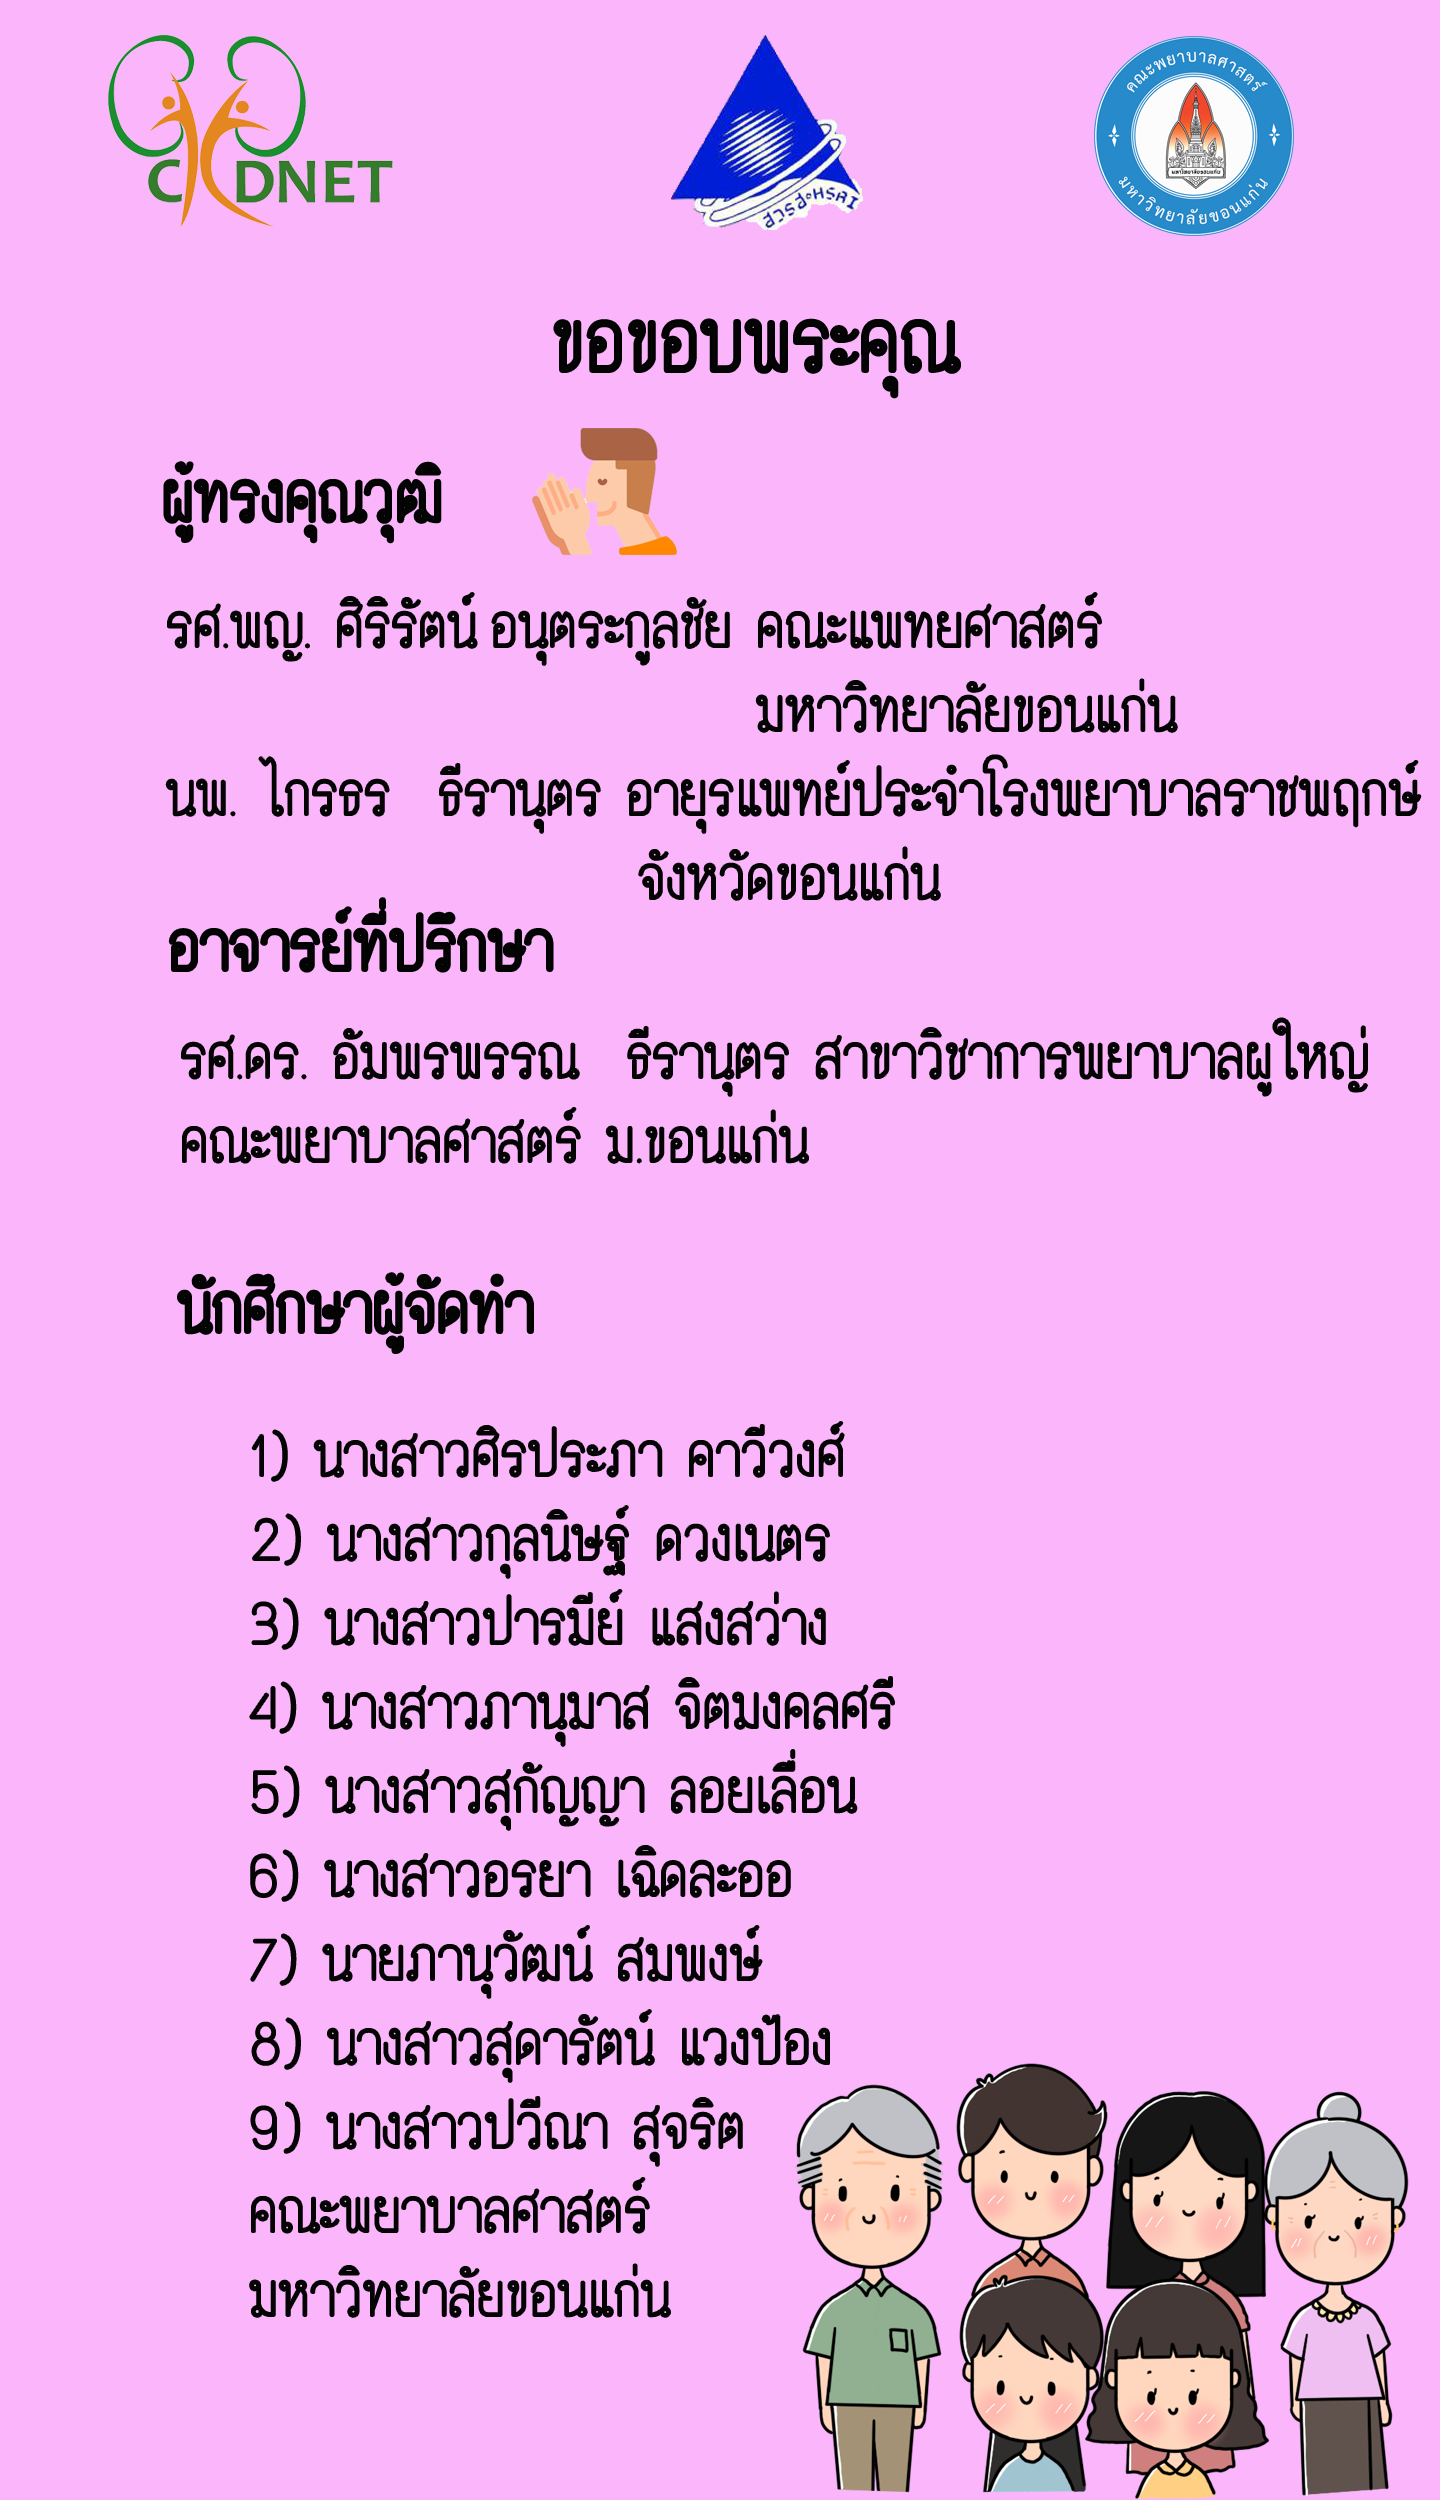 CKDNET
สวรส•HSRI
คณะพยาบาลศาสตร์
มหาวิทยาลัยขอนแก่น
มหาวิทยาลัยขอนแก่น
ขอขอบพระคุณ
ผู้ทรงคุณวุฒิ
รศ.พญ. ศิริรัตน์ อนุตระกูลชัย คณะแพทยศาสตร์
มหาวิทยาลัยขอนแก่น
นพ. ไกรธร ธีรานุตร อายุรแพทย์ประจำโรงพยาบาลราชพฤกษ์
จังหวัดขอนแก่น
อาจารย์ที่ปรึกษา
รศ.ดร. อัมพรพรรณ ธีรานุตร สาขาวิชาการพยาบาลผู้ใหญ่
คณะพยาบาลศาสตร์ ม.ขอนแก่น
นักศึกษาผู้จัดทำ
1) นางสาวศิรประภา คาวีวงศ์
2) นางสาวกุลนิษฐ์ ดวงเนตร
3) นางสาวปารมีย์ แสงสว่าง
4) นางสาวภานุมาส จิตมงคลศรี
5) นางสาวสุกัญญา ลอยเลื่อน
6) นางสาวอรยา เฉิดละออ
7) นายภานุวัฒน์ สมพงษ์
8) นางสาวสุดารัตน์ แวงป้อง
9) นางสาวปวีณา สุจริต
คณะพยาบาลศาสตร์
มหาวิทยาลัยขอนแก่น